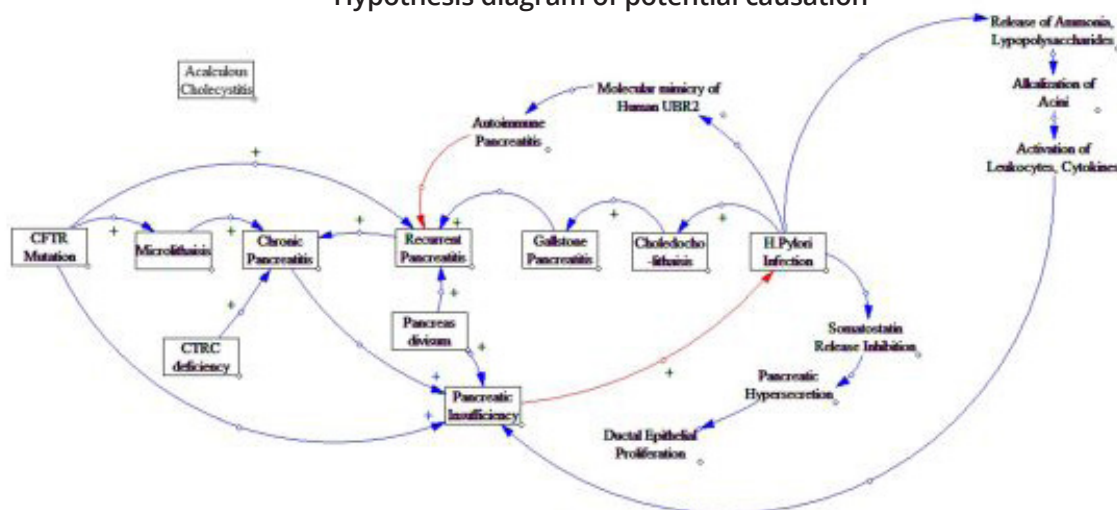 Hypothesis diagram of potential causation
Release of Ammonia,
Lypopolysaccharides
Acalculous
Cholecystitis
Molecular mimicry of
Human UBR2
Alkalization of
Acini
Autoimmune
Pancreatitis
Activation of
Leukocytes, Cytokines
+
+
+
+
+
+
+
CFTR
Mutation
Microlithaisis
Chronic
Pancreatitis
Recurrent
Pancreatitis
Gallstone
Pancreatitis
Choledocho
-lithaisis
H.Pylori
Infection
+
+
CTRC
deficiency
Pancreas
divisum
+
Somatostatin
Release Inhibition
+
+
+
Pancreatic
Insufficiency
Pancreatic
Hypersecretion
Ductal Epithelial
Proliferation